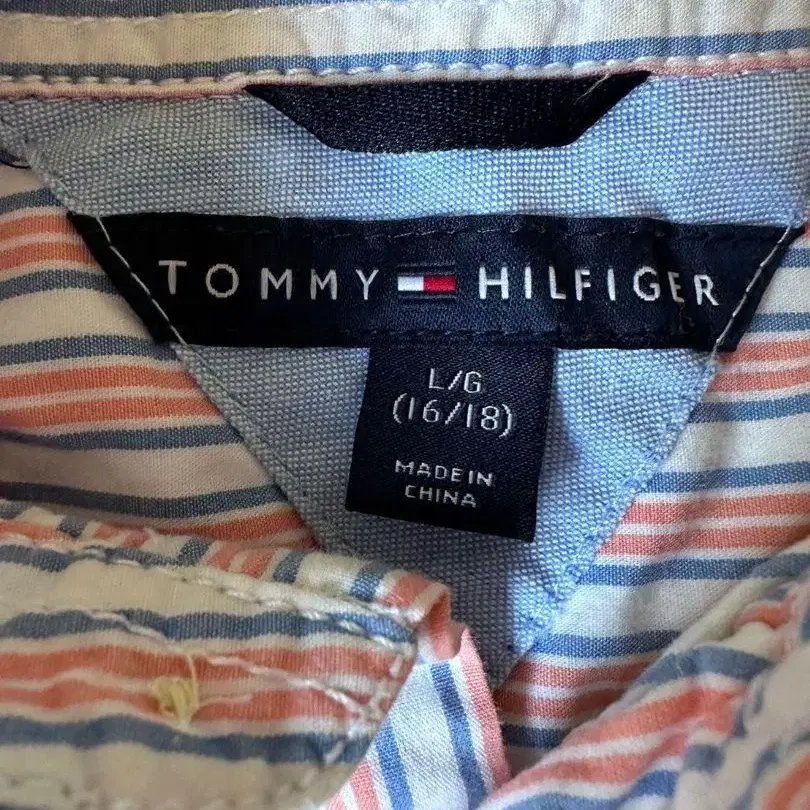 TOMMY HILFIGER
L/G
(16/18)
MADE IN
CHINA